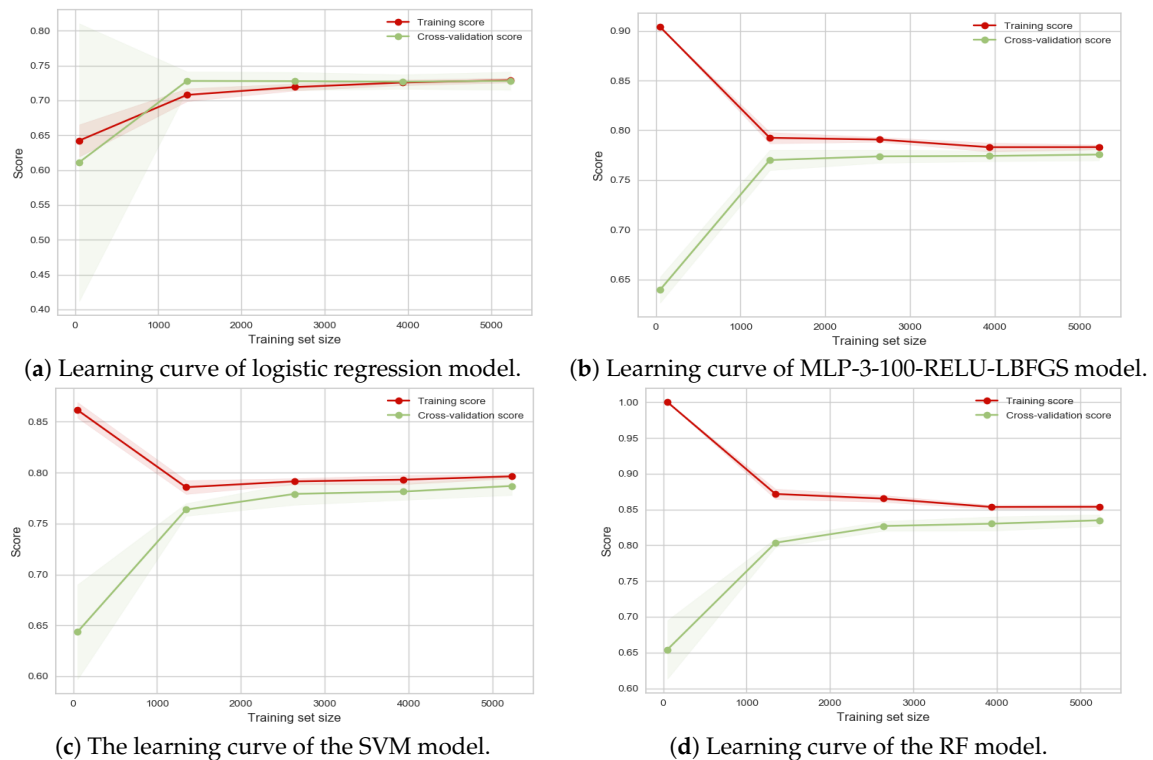 Training score
Cross-validation score
0.80
0.75
0.70
0.65
0.60
0.55
0.50
0.45
0.40
Score
0 1000 2000 3000 4000 5000
Training set size
(a) Learning curve of logistic regression model.
Training score
Cross-validation score
0.90
0.85
0.80
0.75
0.70
0.65
Score
0 1000 2000 3000 4000 5000
Training set size
(b) Learning curve of MLP-3-100-RELU-LBFGS model.
Training score
Cross-validation score
0.85
0.80
0.75
0.70
0.65
0.60
Score
0 1000 2000 3000 4000 5000
Training set size
(c) The learning curve of the SVM model.
Training score
Cross-validation score
1.00
0.95
0.90
0.85
0.80
0.75
0.70
0.65
0.60
Score
0 1000 2000 3000 4000 5000
Training set size
(d) Learning curve of the RF model.